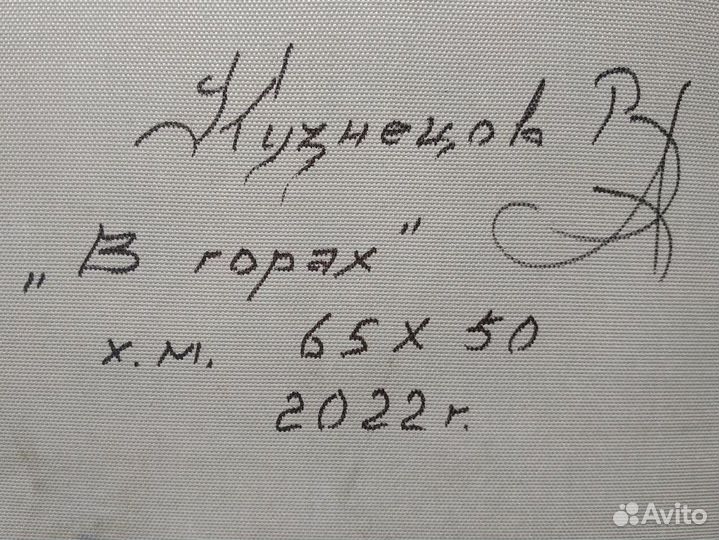 Кузнецов В
„В горах"
х.м. 65 х 50
2022 г.
Avito